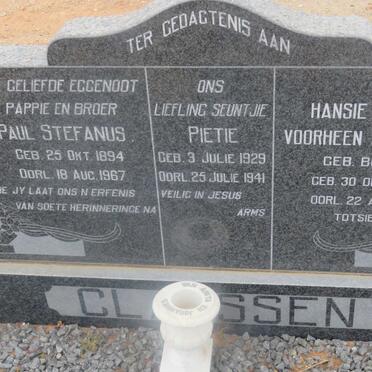 TER GEDAGTENIS AAN
GELIEFDE EGGENOOT
PAPPIE EN BROER
PAUL STEFANUS
GEB. 25 OKT. 1894
OORL. 18 AUG. 1967
JY LAAT ONS N ERFENIS
VAN SOETE HERINNERINGE NA
ONS
LIEFLING SEUNTJIE
PIETIE
GEB. 3 JULIE 1929
OORL. 25 JULIE 1941
VEILIG IN JESUS
ARMS
HANSIE
VOORHEEN
GEB.
GEB. 30
OORL. 22
TOTSIE
CL SSEN